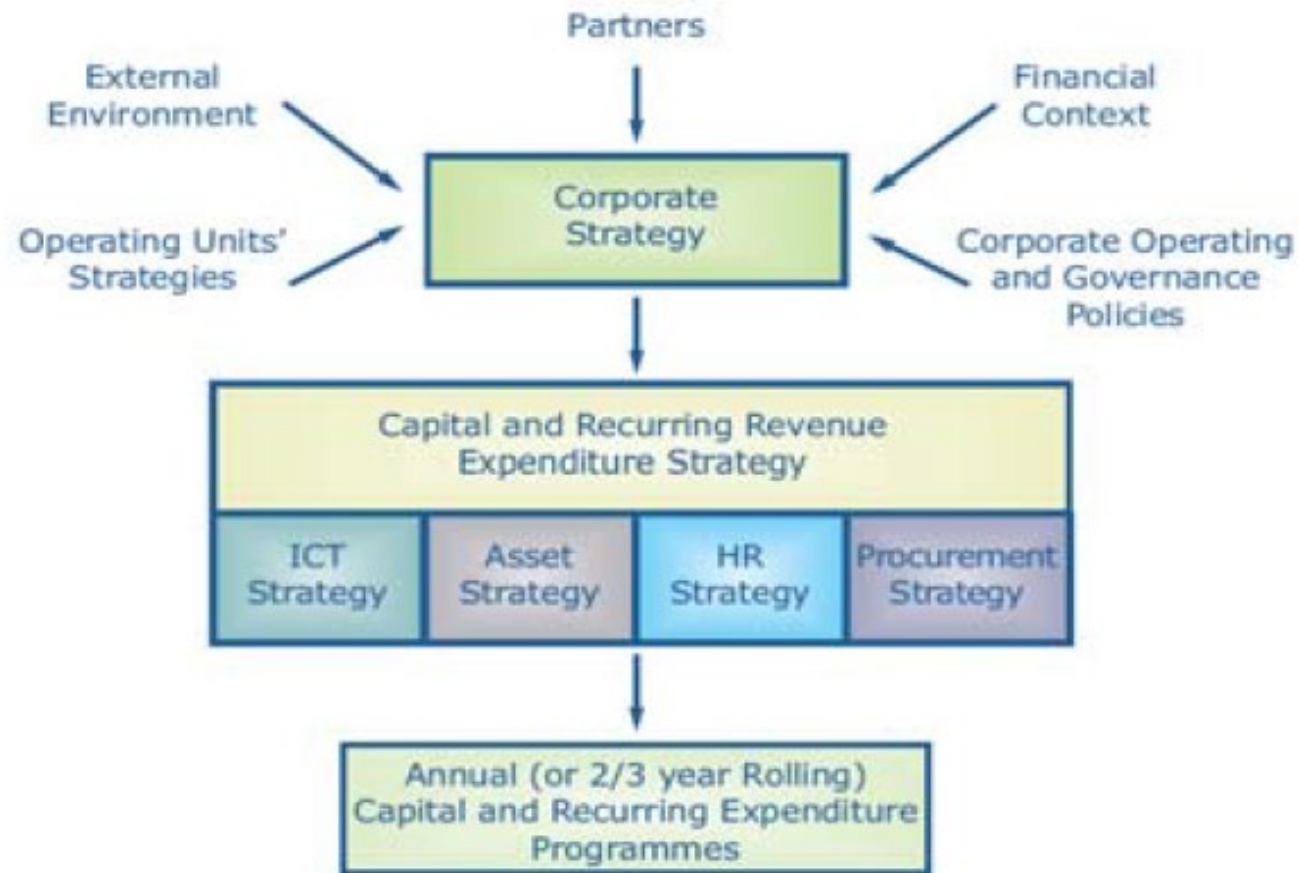 Partners
External
Environment
Financial
Context
Corporate
Strategy
Operating Units’
Strategies
Corporate Operating
and Governance
Policies
Capital and Recurring Revenue
Expenditure Strategy
ICT
Strategy
Asset
Strategy
HR
Strategy
Procurement
Strategy
Annual (or 2/3 year Rolling)
Capital and Recurring Expenditure
Programmes